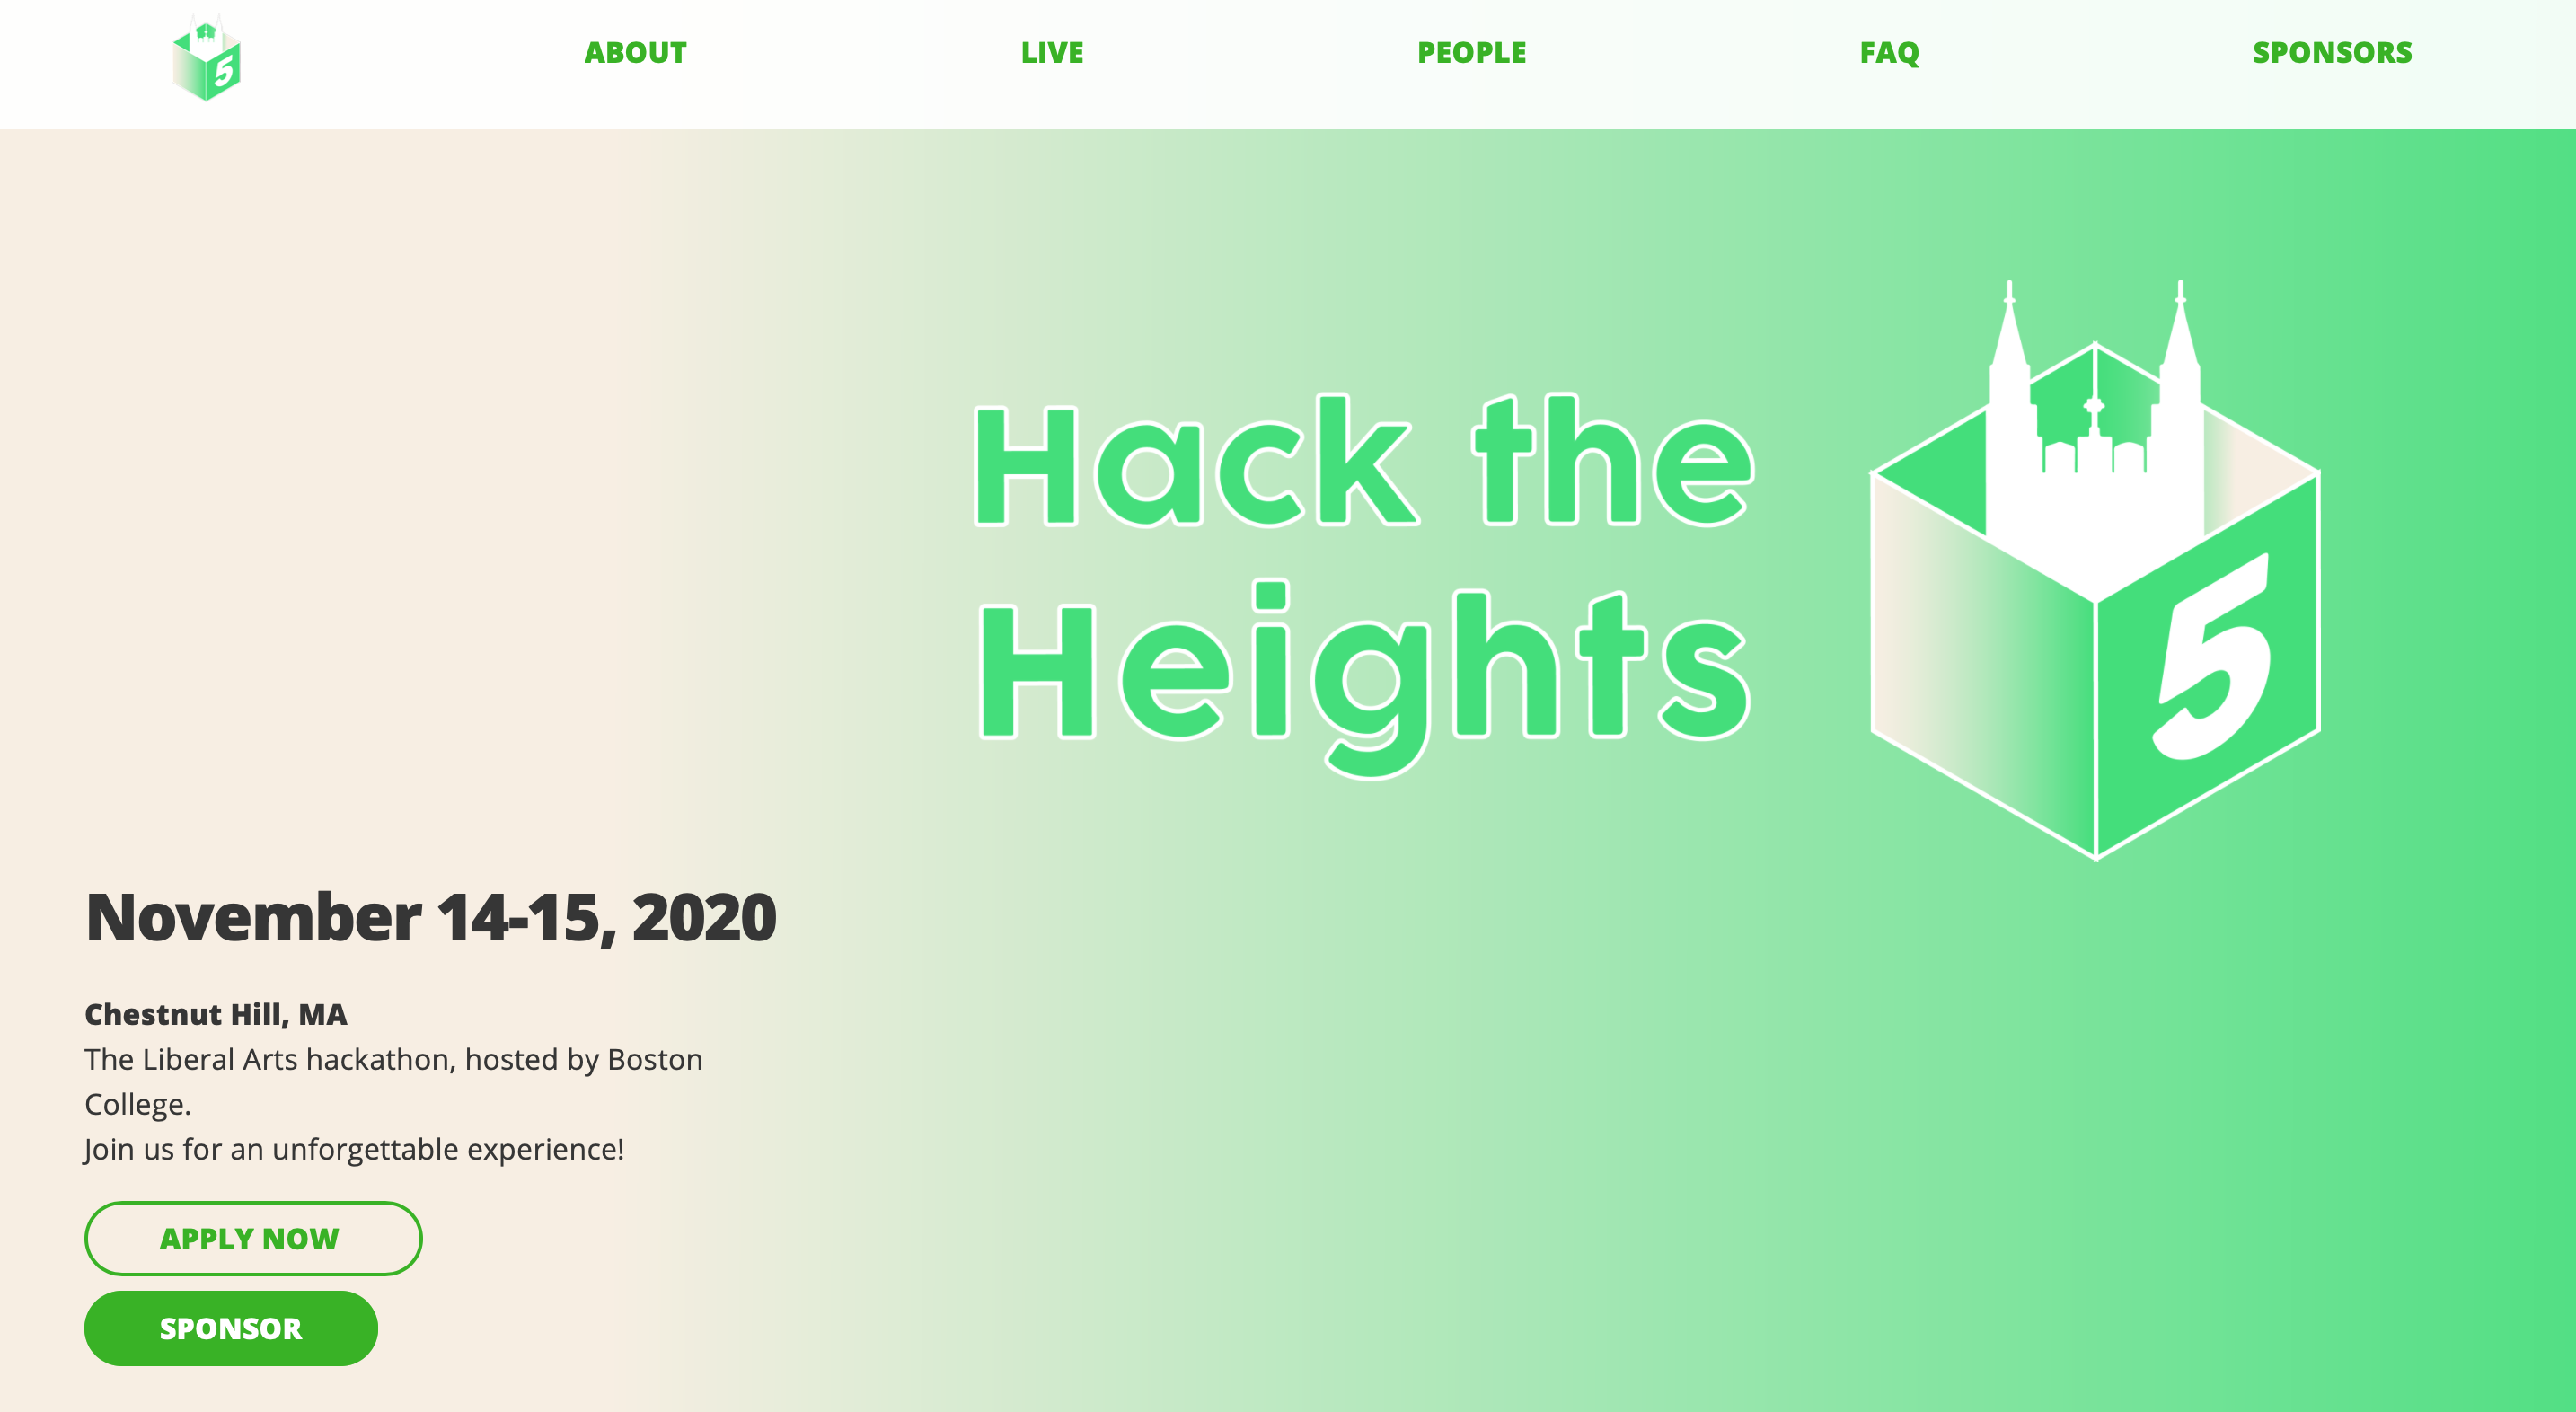 5
ABOUT
LIVE
PEOPLE
FAQ
SPONSORS
Hack the
Heights
5
November 14-15, 2020
Chestnut Hill, MA
The Liberal Arts hackathon, hosted by Boston
College.
Join us for an unforgettable experience!
APPLY NOW
SPONSOR